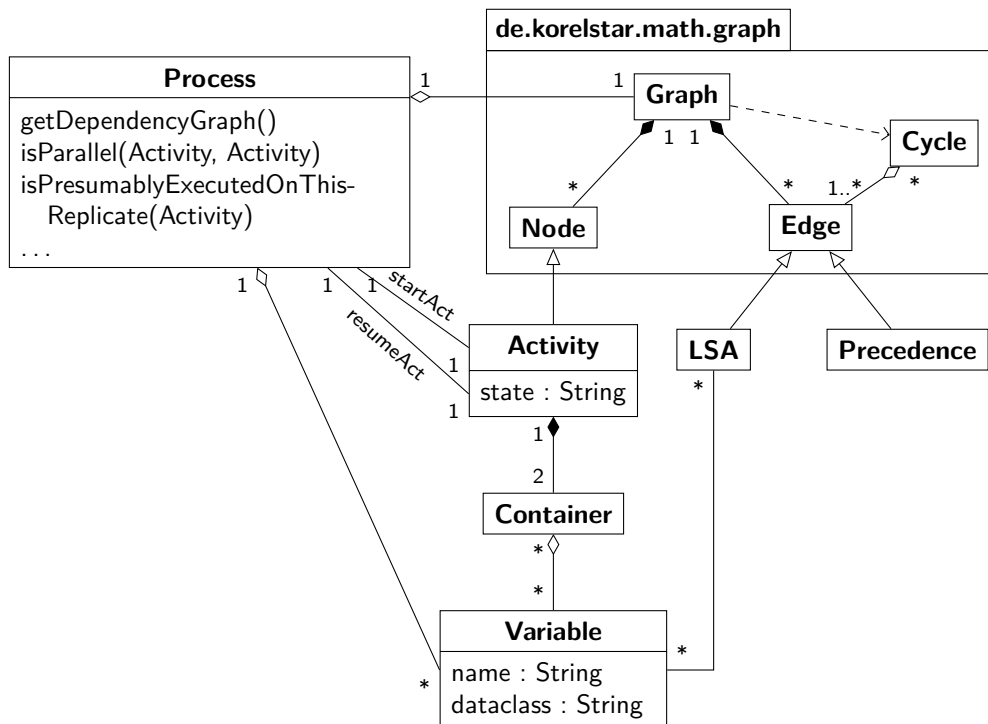 de.korelstar.math.graph
Process
getDependencyGraph()
isParallel(Activity, Activity)
isPresumablyExecutedOnThis-
Replicate(Activity)
. . .
1
1
Graph
1
1
Cycle
*
*
1..*
*
Node
Edge
1
1
1
startAct
resumeAct
1
1
Activity
state : String
LSA
*
Precedence
1
2
Container
*
*
Variable
name : String
dataclass : String
*
*